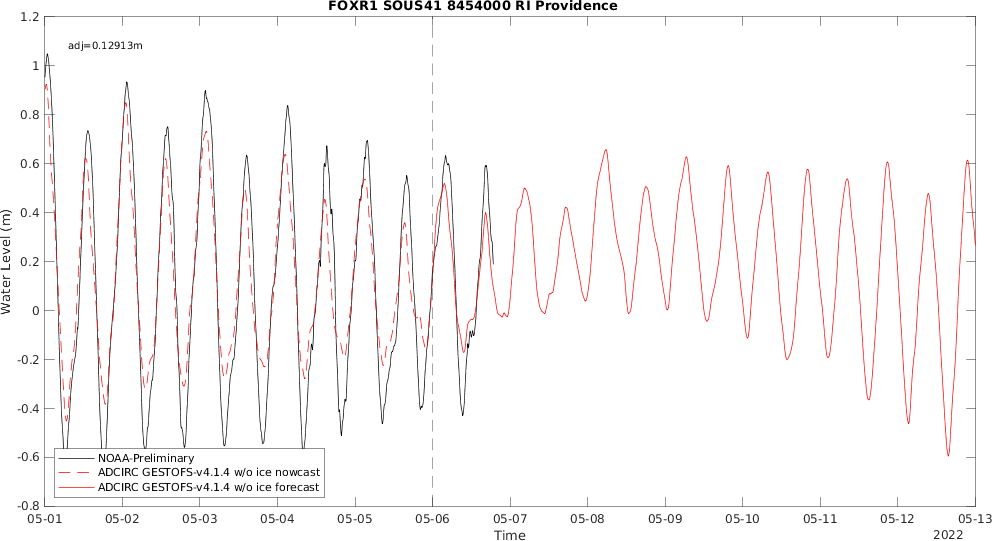 FOXR1 SOUS41 8454000 RI Providence
1.2
1
0.8
0.6
0.4
0.2
0
-0.2
-0.4
-0.6
-0.8
Water Level (m)
adj=0.12913m
NOAA-Preliminary
ADCIRC GESTOFS-v4.1.4 w/o ice nowcast
ADCIRC GESTOFS-v4.1.4 w/o ice forecast
05-01 05-02 05-03 05-04 05-05 05-06 05-07 05-08 05-09 05-10 05-11 05-12 05-13
Time
2022